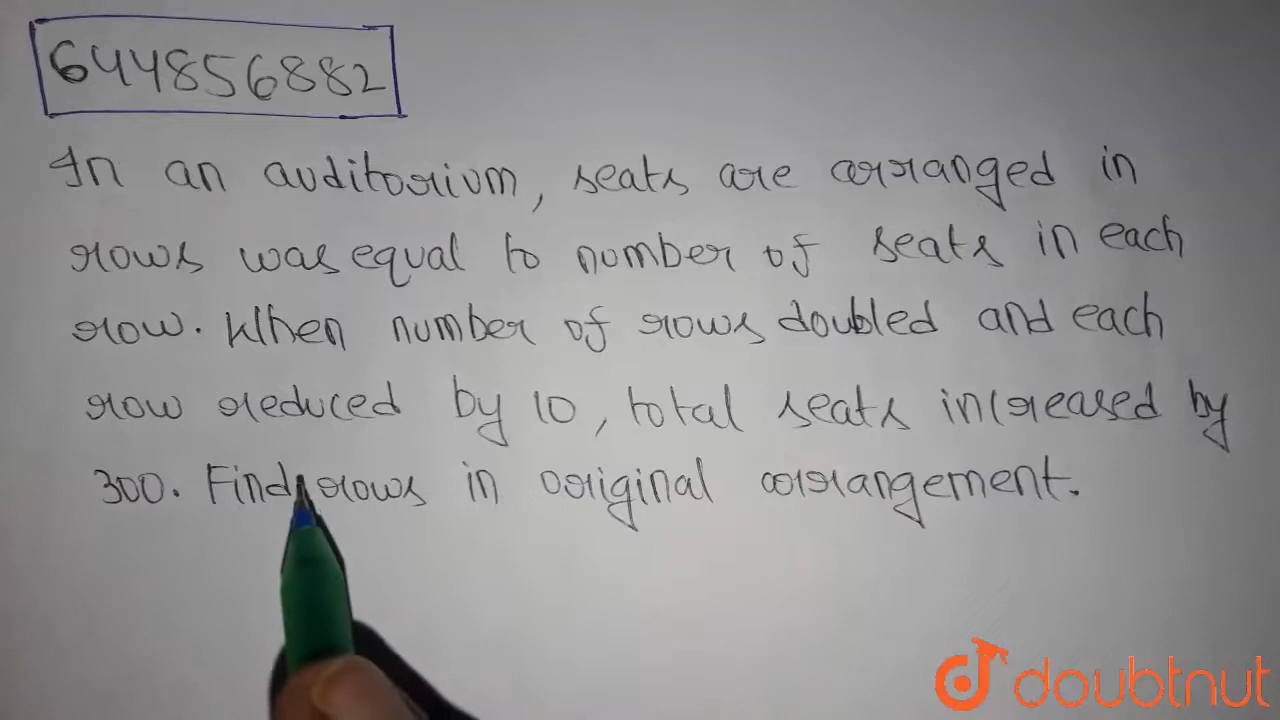 644856882
In an auditorium, seats are arranged in
rows was equal to number of seats in each
row. When number of rows doubled and each
row reduced by 10, total seats increased by
300. Find rows in original arrangement.
doubtnut